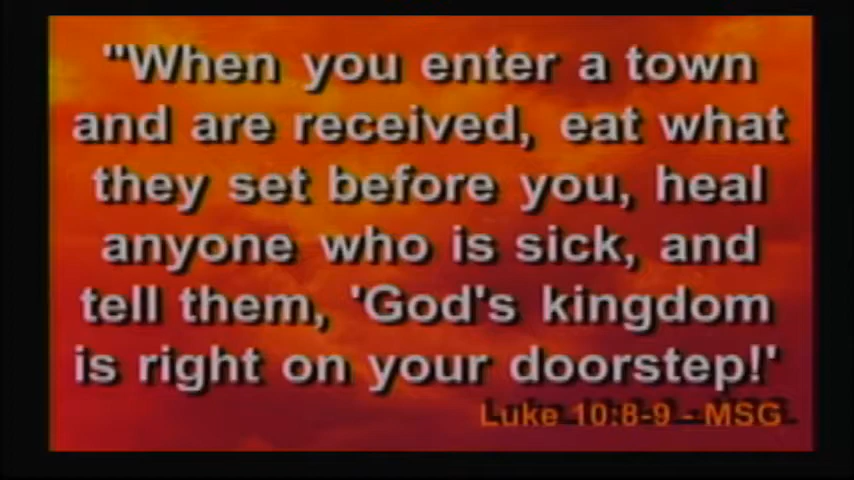 "When you enter a town
and are received, eat what
they set before you, heal
anyone who is sick, and
tell them, 'God's kingdom
is right on your doorstep!'
Luke 10:8-9 - MSG